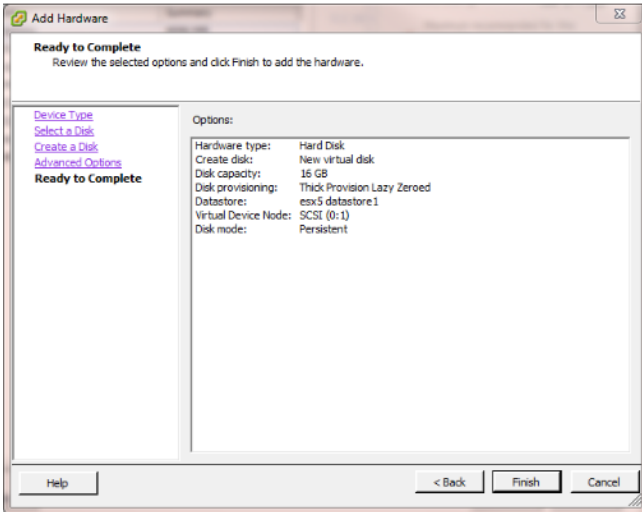 Add Hardware
Ready to Complete
Review the selected options and click Finish to add the hardware.
Device Type
Select a Disk
Create a Disk
Advanced Options
Ready to Complete
Options:
Hardware type: Hard Disk
Create disk: New virtual disk
Disk capacity: 16 GB
Disk provisioning: Thick Provision Lazy Zeroed
Datastore: esx5 datastore1
Virtual Device Node: SCSI (0:1)
Disk mode: Persistent
Help
< Back
Finish
Cancel